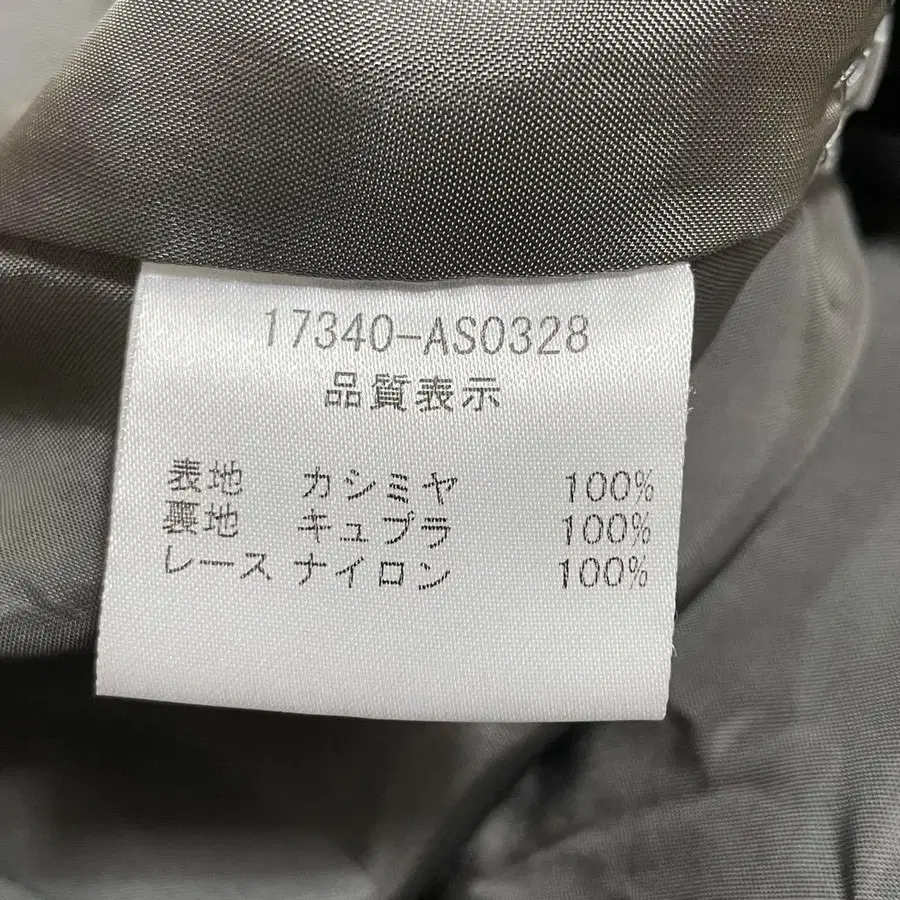 17340-AS0328
品質表示
表地 カシミヤ 100%
裏地 キュプラ 100%
レース ナイロン 100%